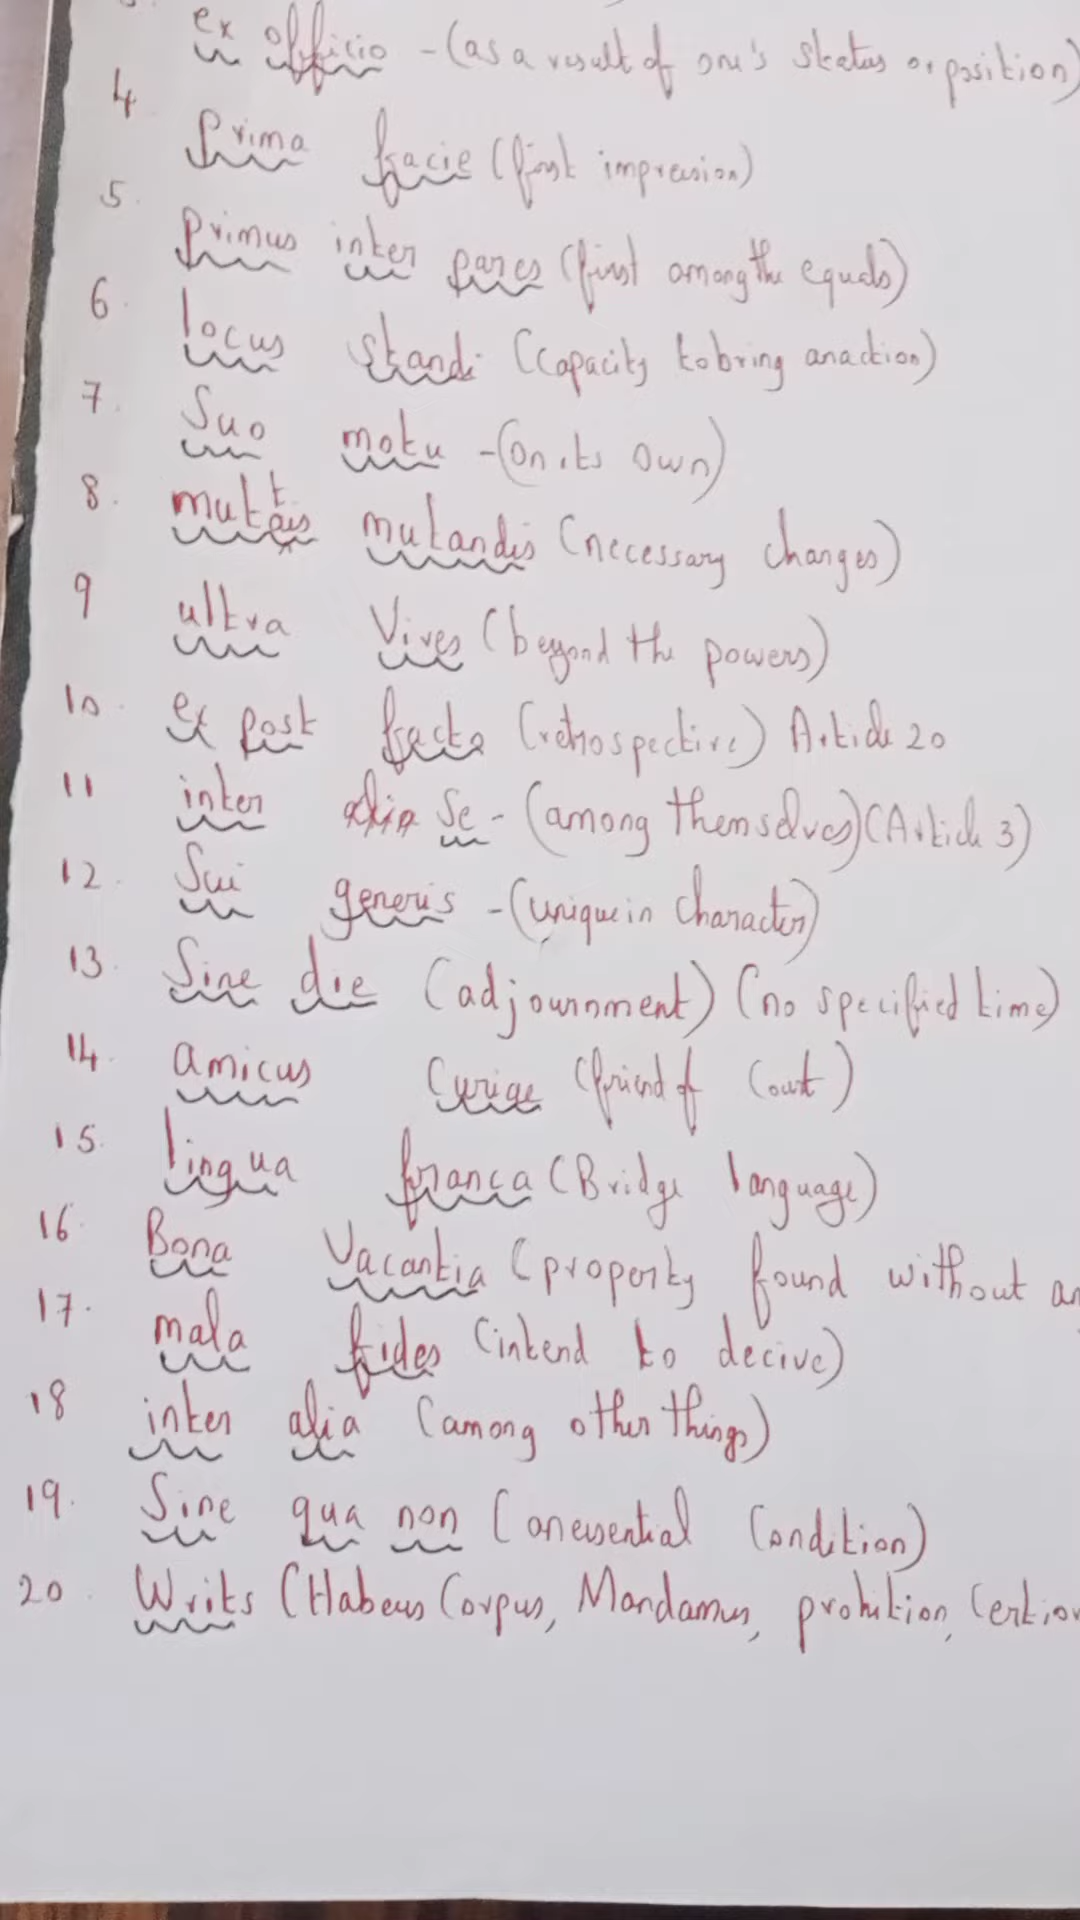 ex officio - (as a result of one's status or position)
4. Prima facie (first impression)
5. Primus inter pares (first among the equals)
6. locus standi (capacity to bring an action)
7. Suo motu - (on its own)
8. mutatis mutandis (necessary changes)
9 ultra Vires (beyond the powers)
10. ex post facto (retrospective) Article 20
11 inter se - (among themselves) (Article 3)
12. Sui generis - (unique in character)
13. Sine die (adjournment) (no specified time)
14. amicus curiae (friend of Court)
15. lingua franca (Bridge language)
16. Bona Vacantia (property found without
17. mala fides (intend to decive)
18 inter alia (among other things)
19. Sine qua non (an essential Condition)
20. Writs (Habeus Corpus, Mandamus, prohibition,